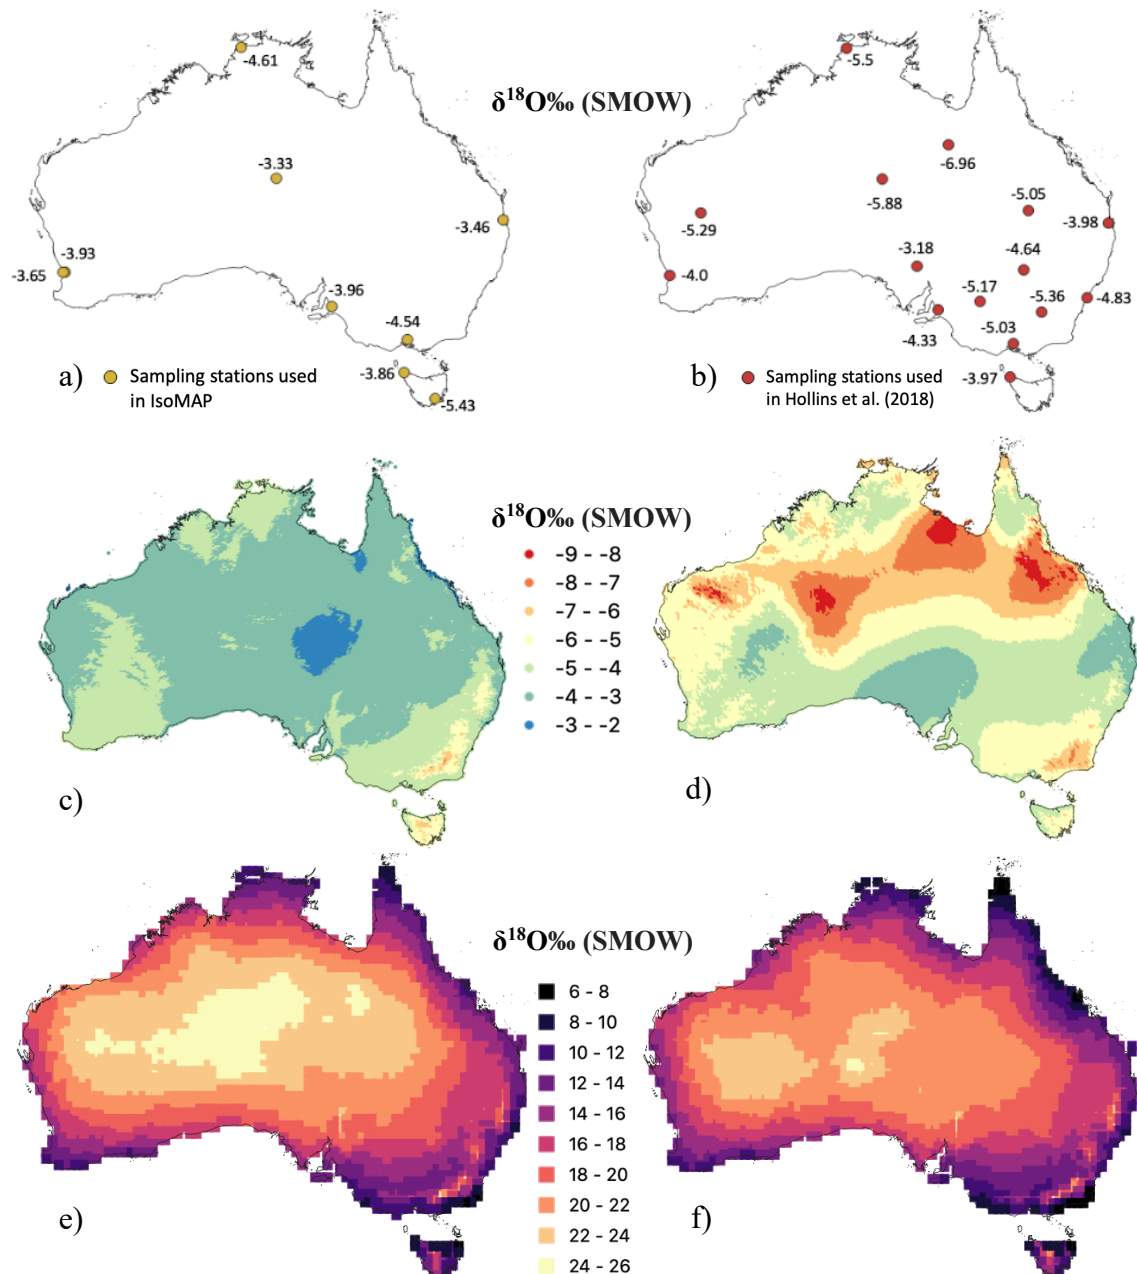 -4.61
-5.5
δ¹⁸O‰ (SMOW)
-3.33
-6.96
-5.88
-5.05
-3.46
-3.98
-5.29
-3.93
-3.65
-4.0
-3.18
-4.64
-3.96
-5.17
-5.36
-4.83
-4.54
-4.33
-5.03
-3.86
-3.97
-5.43
a) Sampling stations used
in IsoMAP
b) Sampling stations used
in Hollins et al. (2018)
δ¹⁸O‰ (SMOW)
-9 - -8
-8 - -7
-7 - -6
-6 - -5
-5 - -4
-4 - -3
-3 - -2
c)
d)
δ¹⁸O‰ (SMOW)
6 - 8
8 - 10
10 - 12
12 - 14
14 - 16
16 - 18
18 - 20
20 - 22
22 - 24
24 - 26
e)
f)